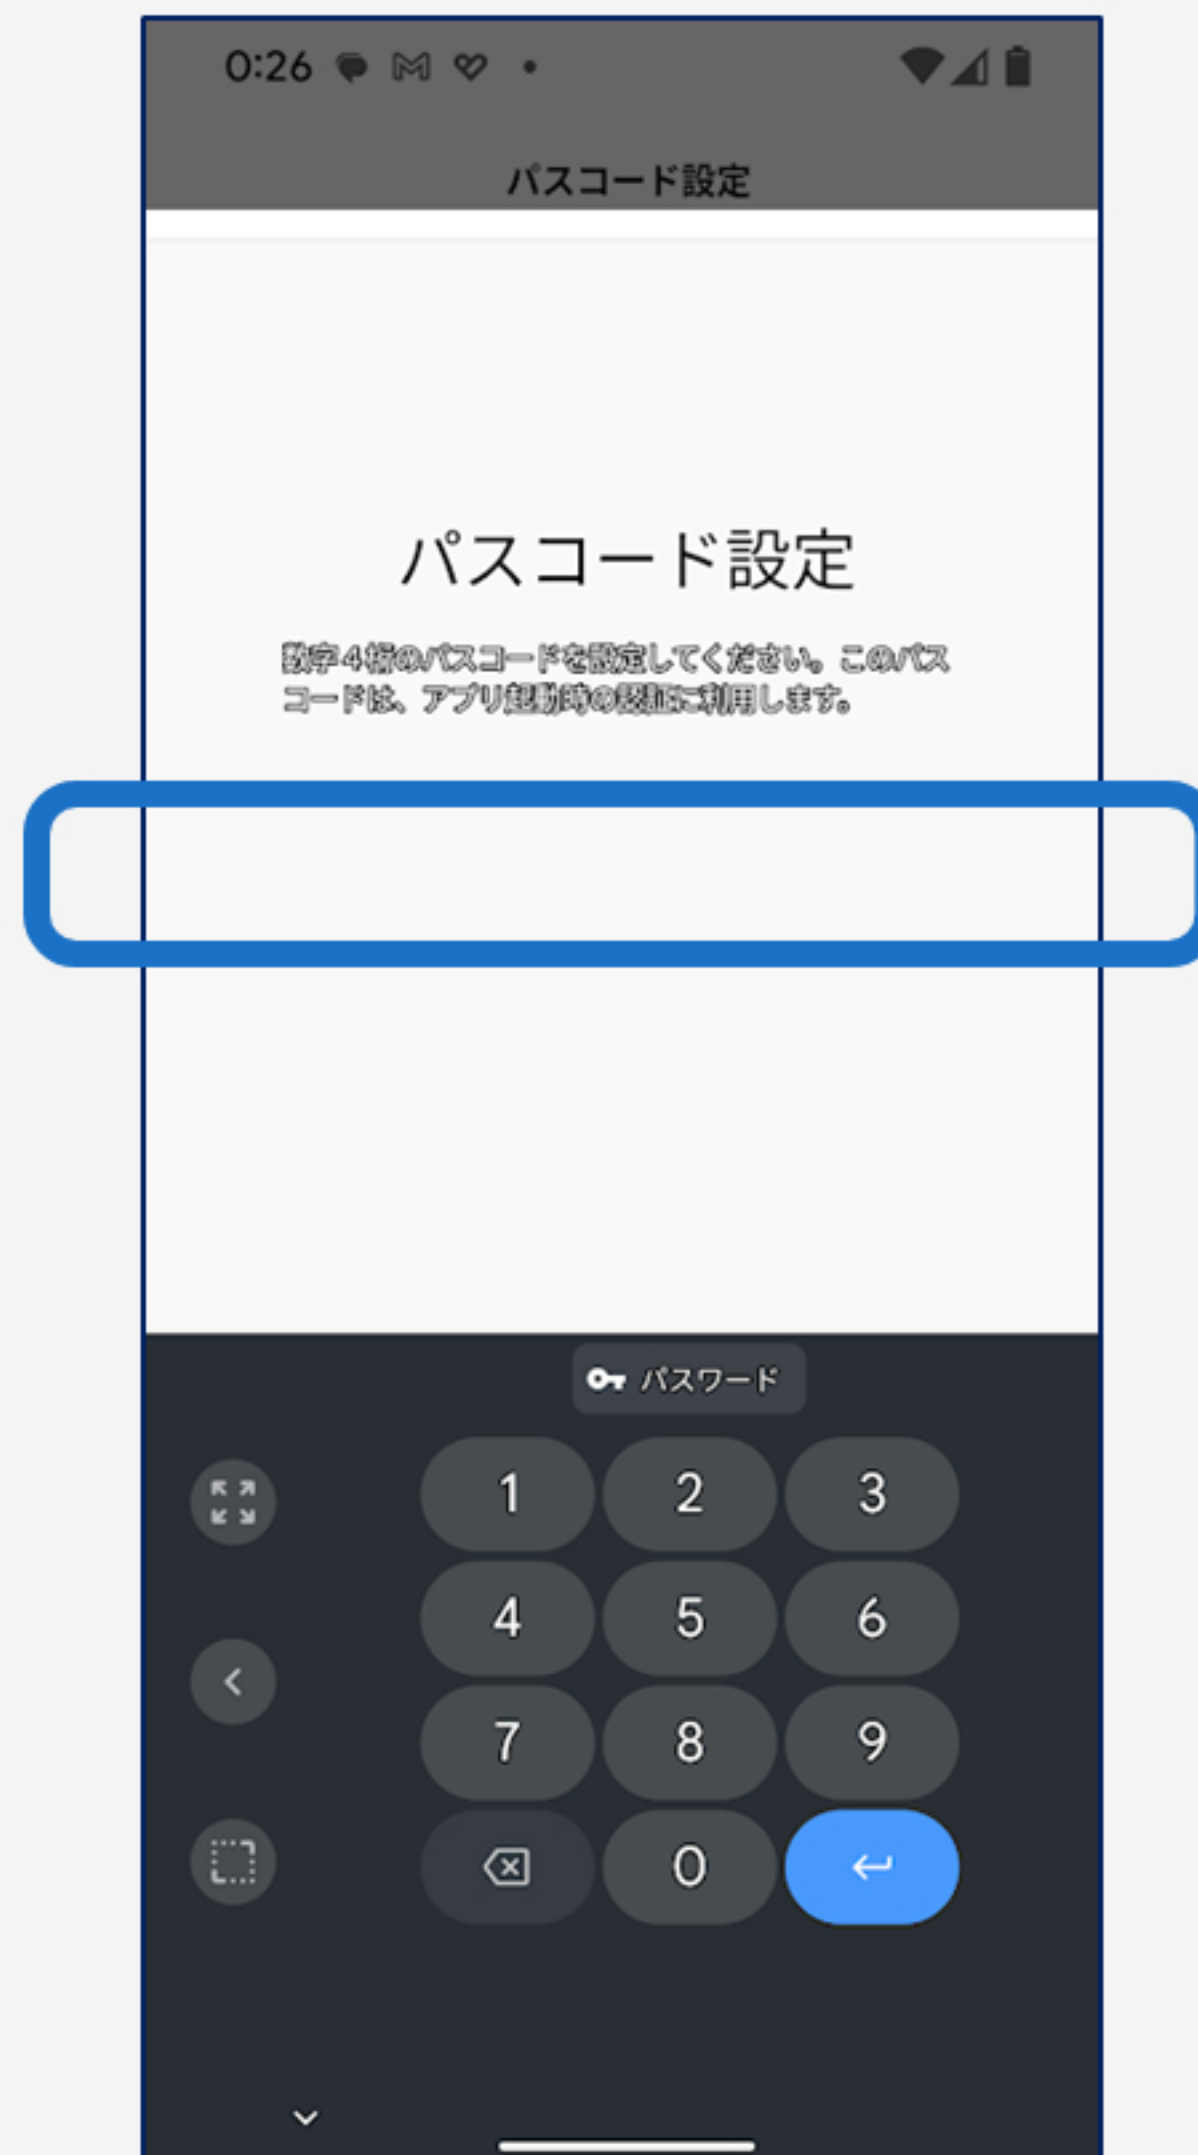 0:26
パスコード設定
パスコード設定
数字４桁のパスコードを設定してください。このパス
コードは、アプリ起動時の認証に利用します。
パスワード
1 2 3
4 5 6
7 8 9
0